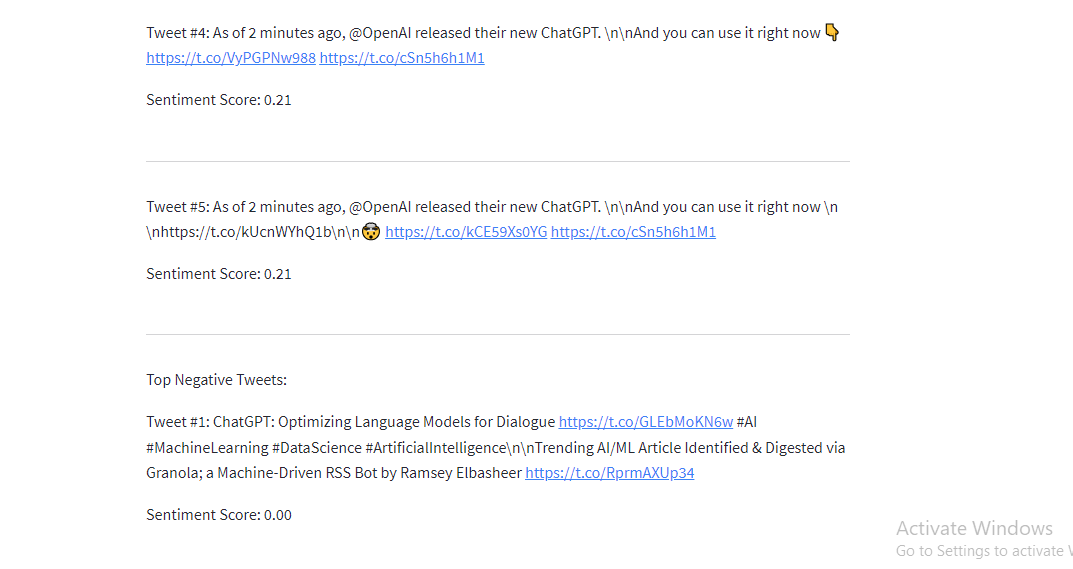 Tweet #4: As of 2 minutes ago, @OpenAI released their new ChatGPT. \n\nAnd you can use it right now 👇
https://t.co/VyPGPNw988 https://t.co/cSn5h6h1M1
Sentiment Score: 0.21
Tweet #5: As of 2 minutes ago, @OpenAI released their new ChatGPT. \n\nAnd you can use it right now \n
\nhttps://t.co/kUcnWYhQ1b\n\n🤯 https://t.co/kCE59Xs0YG https://t.co/cSn5h6h1M1
Sentiment Score: 0.21
Top Negative Tweets:
Tweet #1: ChatGPT: Optimizing Language Models for Dialogue https://t.co/GLEbMoKN6w #AI
#MachineLearning #DataScience #ArtificialIntelligence\n\nTrending AI/ML Article Identified & Digested via
Granola; a Machine-Driven RSS Bot by Ramsey Elbasheer https://t.co/RprmAXUp34
Sentiment Score: 0.00
Activate Windows
Go to Settings to activate